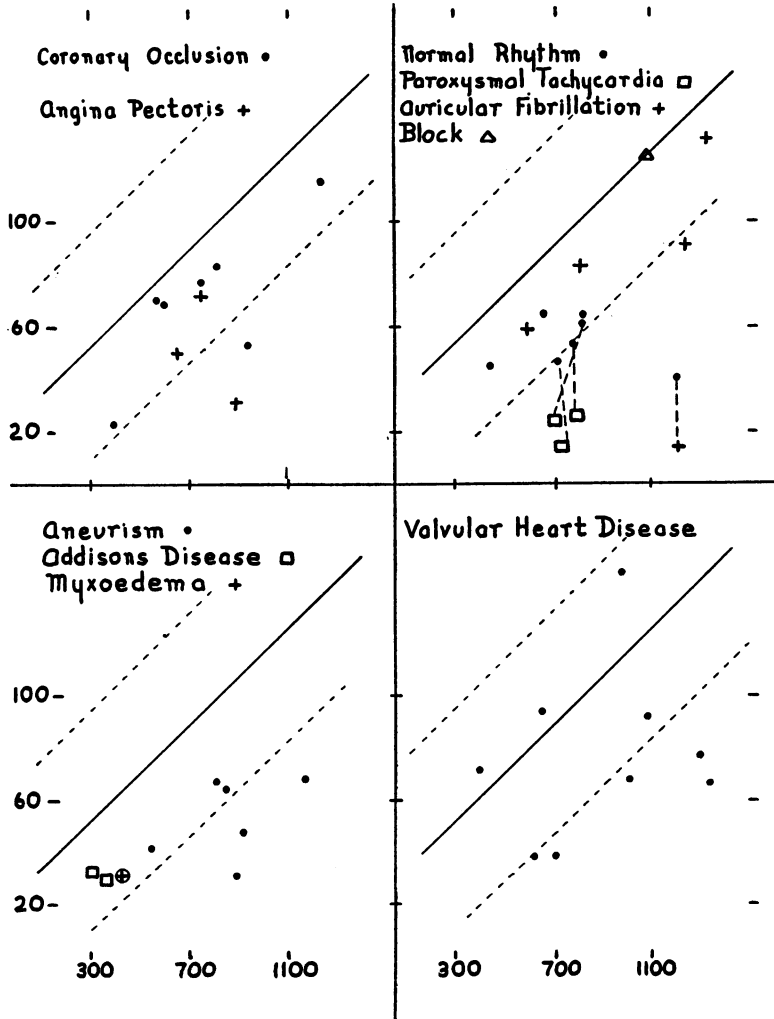 Coronary Occlusion •
Angina Pectoris +
100-
60-
20-
Normal Rhythm •
Paroxysmal Tachycardia □
Auricular Fibrillation +
Block △
Aneurism •
Addisons Disease □
Myxoedema +
100-
60-
20-
300 700 1100
Valvular Heart Disease
300 700 1100